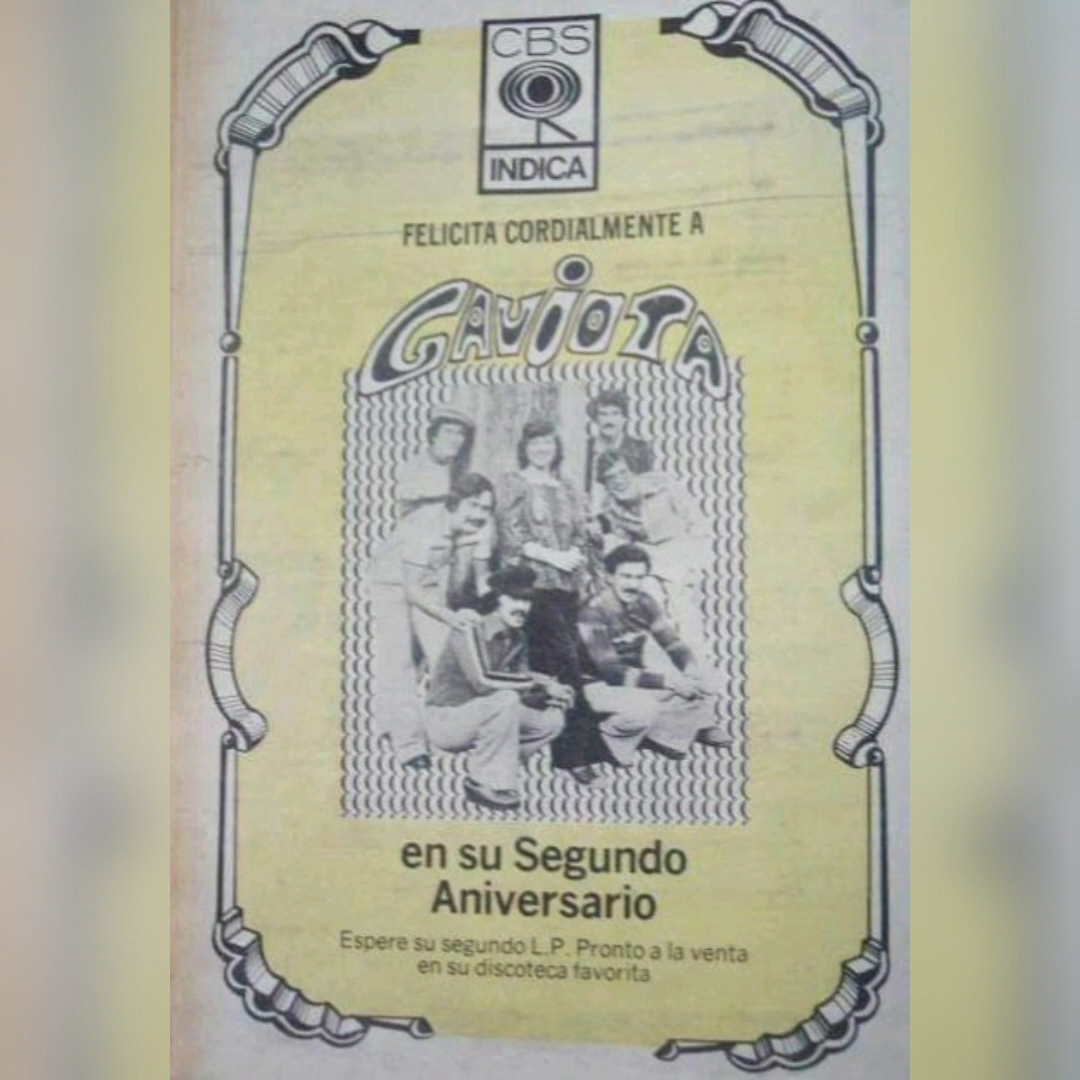 CBS
INDICA
FELICITA CORDIALMENTE A
GAVIOTA
en su Segundo
Aniversario
Espere su segundo L.P. Pronto a la venta
en su discoteca favorita